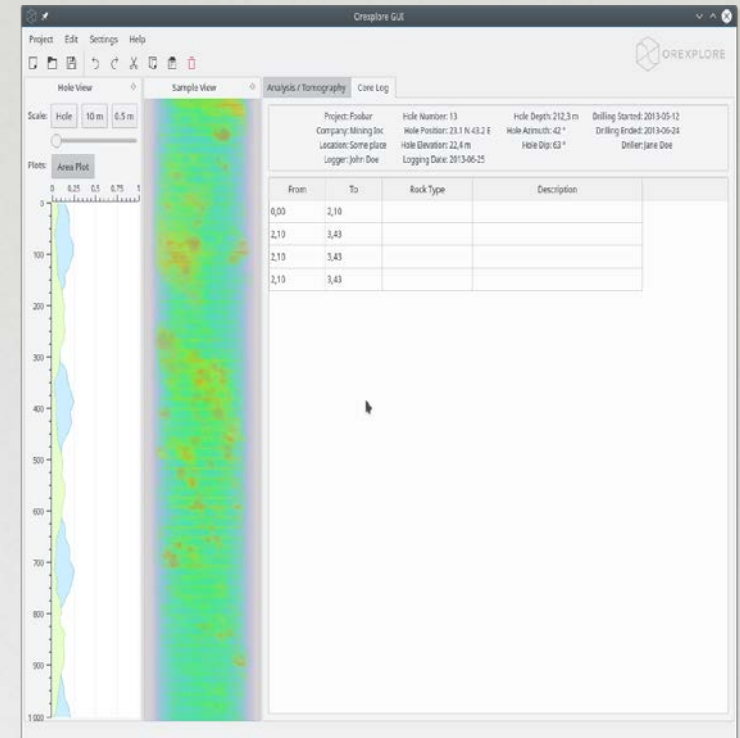 Orexplore GUI
Project Edit Settings Help
OREXPLORE
Hole View
Sample View
Analysis / Tomography
Core Log
Scale: Hole 10 m 0.5 m
Plots: Area Plot
0 0.25 0.5 0.75 1
0
100
200
300
400
500
600
700
800
900
1 000
Project: Foobar
Company: Mining Inc
Location: Some place
Logger: John Doe
Hole Number: 13
Hole Position: 23.1 N 43.2 E
Hole Elevation: 22,4 m
Logging Date: 2013-06-25
Hole Depth: 212,3 m
Hole Azimuth: 42 °
Hole Dip: 63 °
Drilling Started: 2013-05-12
Drilling Ended: 2013-06-24
Driller: Jane Doe
From To Rock Type Description
0,00 2,10
2,10 3,43
2,10 3,43
2,10 3,43